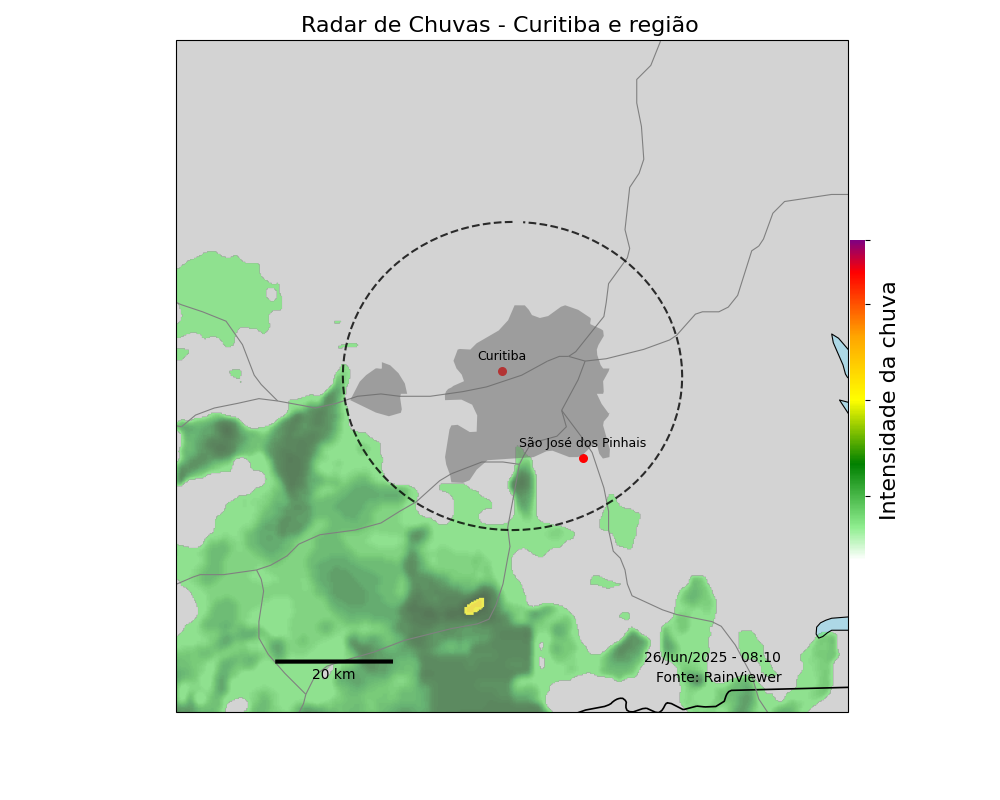 Radar de Chuvas - Curitiba e região
Curitiba
São José dos Pinhais
Intensidade da chuva
26/Jun/2025 - 08:10
20 km
Fonte: RainViewer